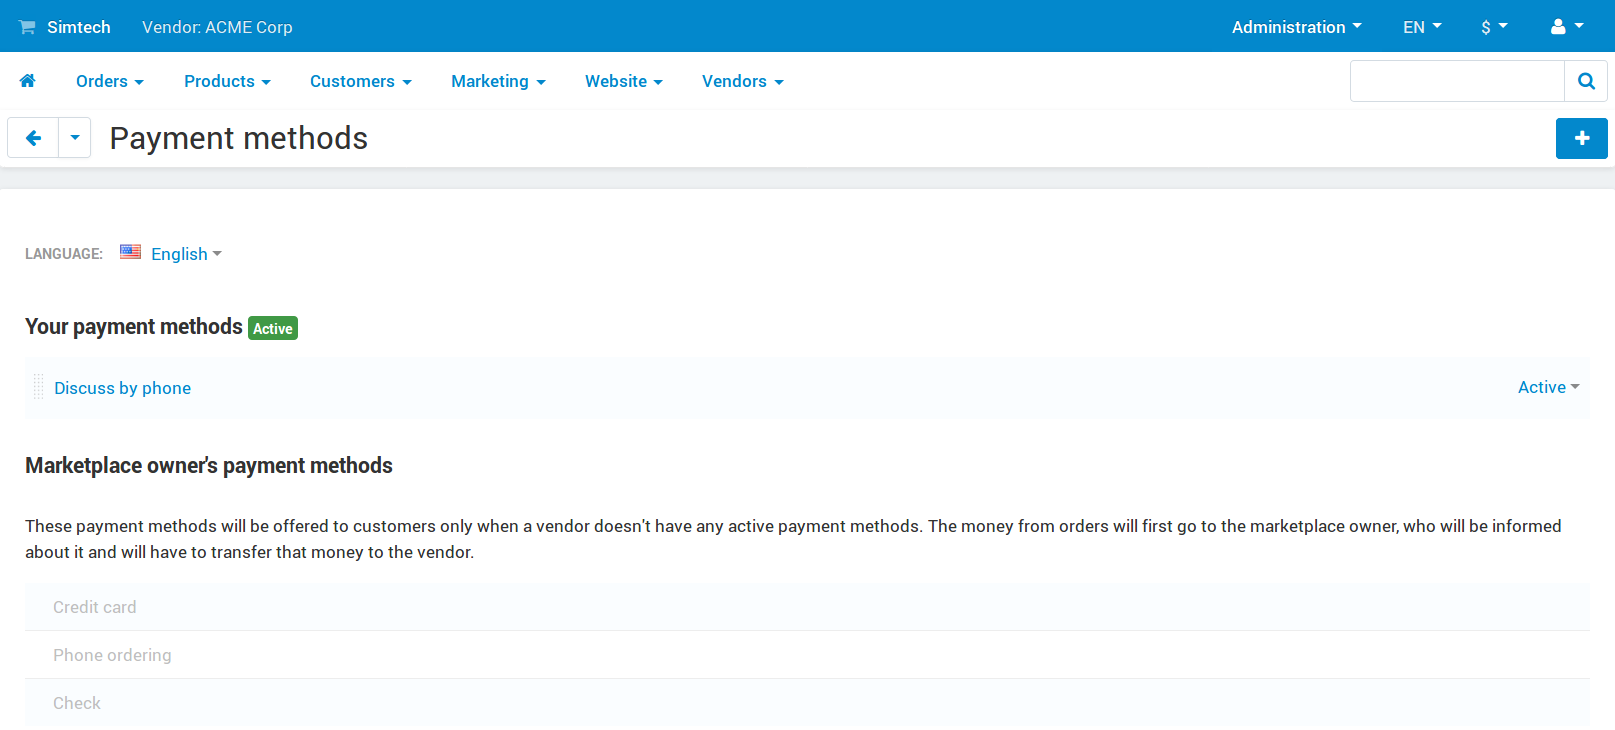 Simtech Vendor: ACME Corp Administration EN $
Orders Products Customers Marketing Website Vendors
Payment methods
LANGUAGE: English
Your payment methods Active
Discuss by phone Active
Marketplace owner's payment methods
These payment methods will be offered to customers only when a vendor doesn't have any active payment methods. The money from orders will first go to the marketplace owner, who will be informed
about it and will have to transfer that money to the vendor.
Credit card
Phone ordering
Check